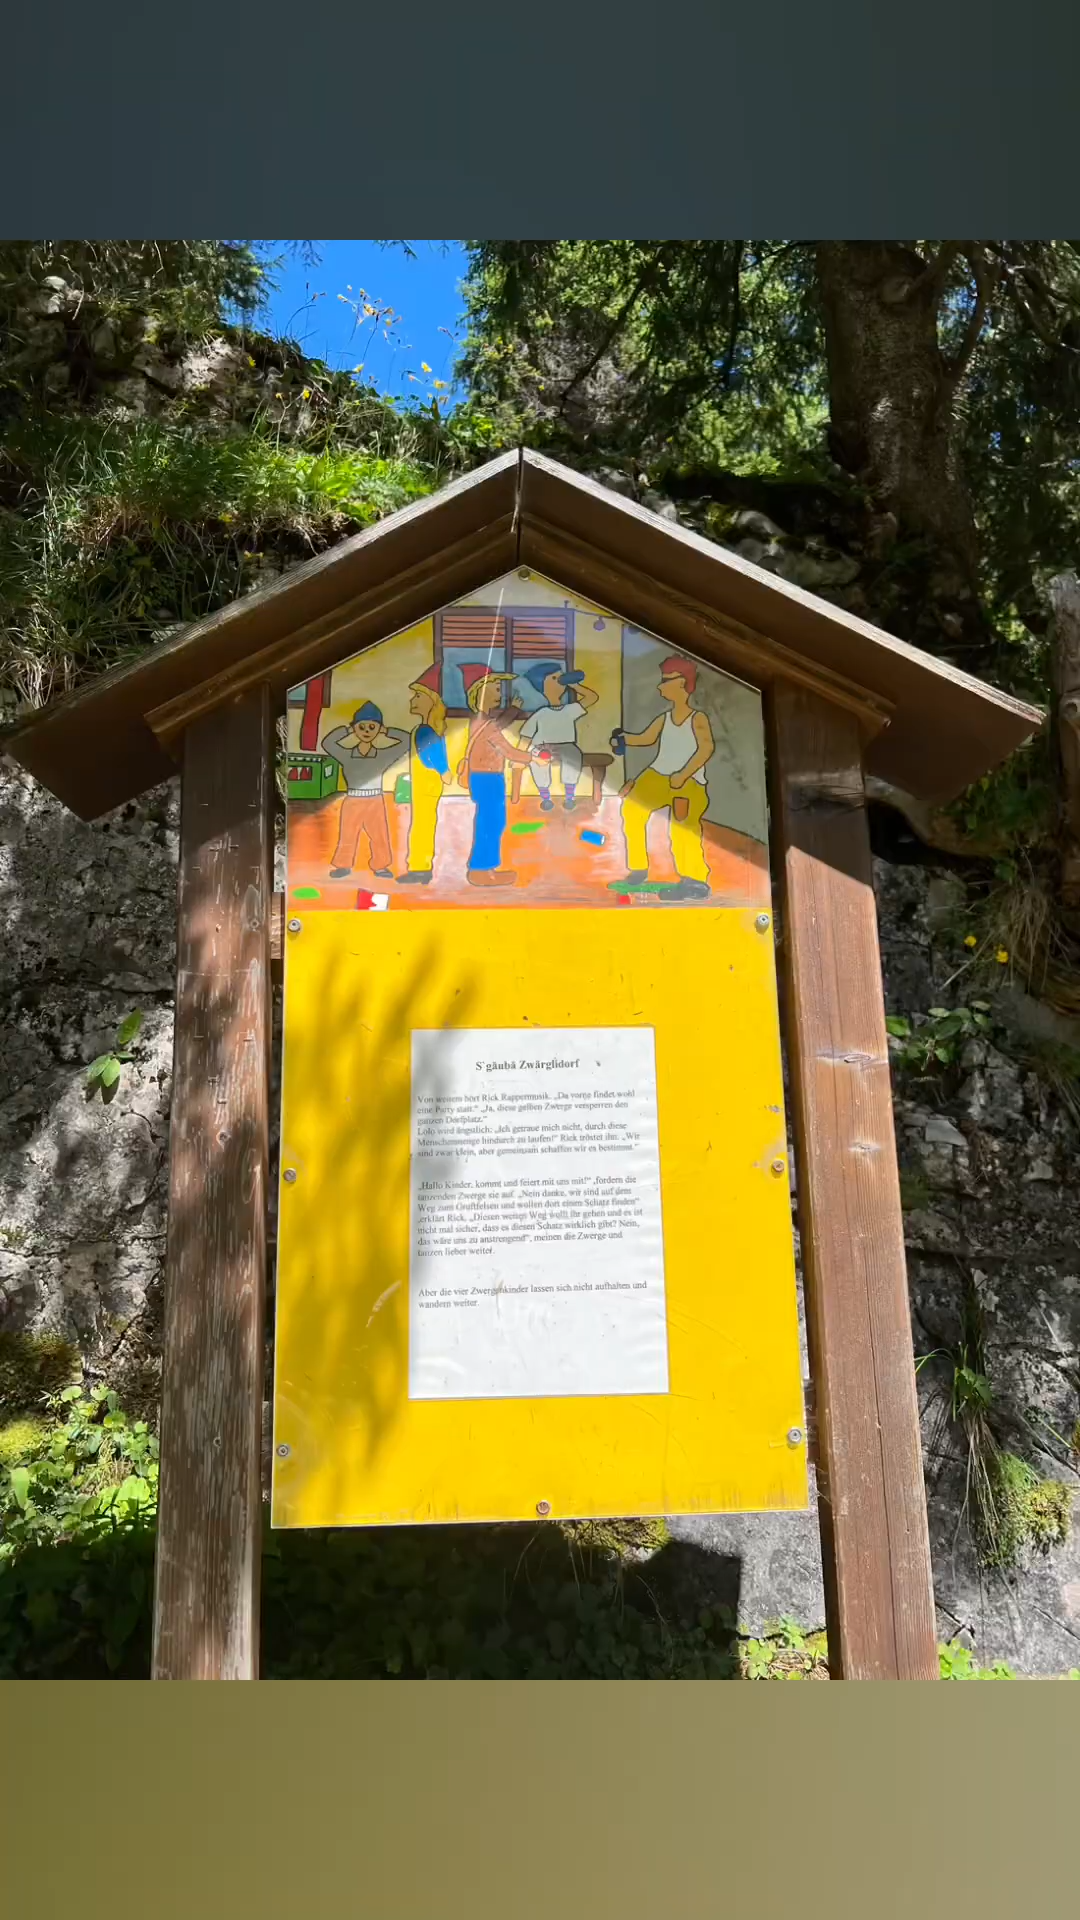 S`gäubä Zwärglidorf
Von weitem hört Rick Rappermusik. „Da vorne findet wohl
eine Party statt.“ „Ja, diese gelben Zwerge versperren den
ganzen Dorfplatz.“
Lolo wird ängstlich: „Ich getraue mich nicht, durch diese
Menschenmenge hindurch zu laufen!“ Rick tröstet ihn: „Wir
sind zwar klein, aber gemeinsam schaffen wir es bestimmt.“
„Hallo Kinder, kommt und feiert mit uns mit!“ ,fordern die
tanzenden Zwerge sie auf. „Nein danke, wir sind auf dem
Weg zum Gruftfelsen und wollen dort einen Schatz finden“
,erklärt Rick. „Diesen weiten Weg wollt ihr gehen und es ist
nicht mal sicher, dass es diesen Schatz wirklich gibt? Nein,
das wäre uns zu anstrengend“, meinen die Zwerge und
tanzen lieber weiter.
Aber die vier Zwergenkinder lassen sich nicht aufhalten und
wandern weiter.